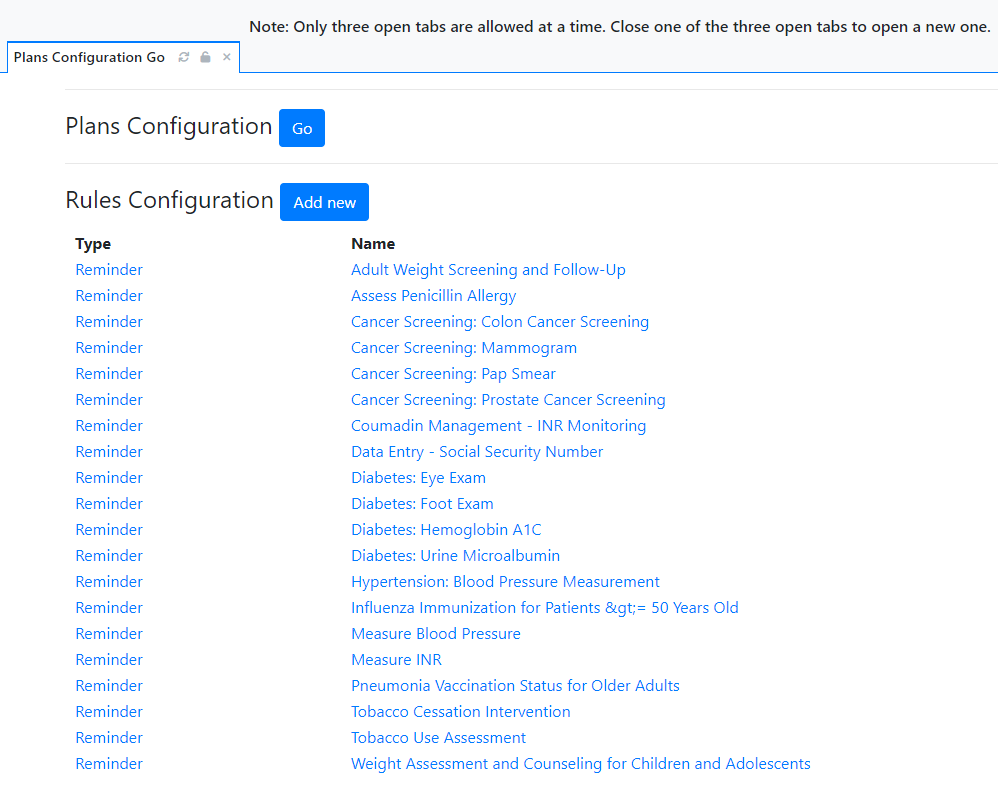 Note: Only three open tabs are allowed at a time. Close one of the three open tabs to open a new one.
Plans Configuration Go
Plans Configuration Go
Rules Configuration Add new
Type Name
Reminder Adult Weight Screening and Follow-Up
Reminder Assess Penicillin Allergy
Reminder Cancer Screening: Colon Cancer Screening
Reminder Cancer Screening: Mammogram
Reminder Cancer Screening: Pap Smear
Reminder Cancer Screening: Prostate Cancer Screening
Reminder Coumadin Management - INR Monitoring
Reminder Data Entry - Social Security Number
Reminder Diabetes: Eye Exam
Reminder Diabetes: Foot Exam
Reminder Diabetes: Hemoglobin A1C
Reminder Diabetes: Urine Microalbumin
Reminder Hypertension: Blood Pressure Measurement
Reminder Influenza Immunization for Patients &gt;= 50 Years Old
Reminder Measure Blood Pressure
Reminder Measure INR
Reminder Pneumonia Vaccination Status for Older Adults
Reminder Tobacco Cessation Intervention
Reminder Tobacco Use Assessment
Reminder Weight Assessment and Counseling for Children and Adolescents